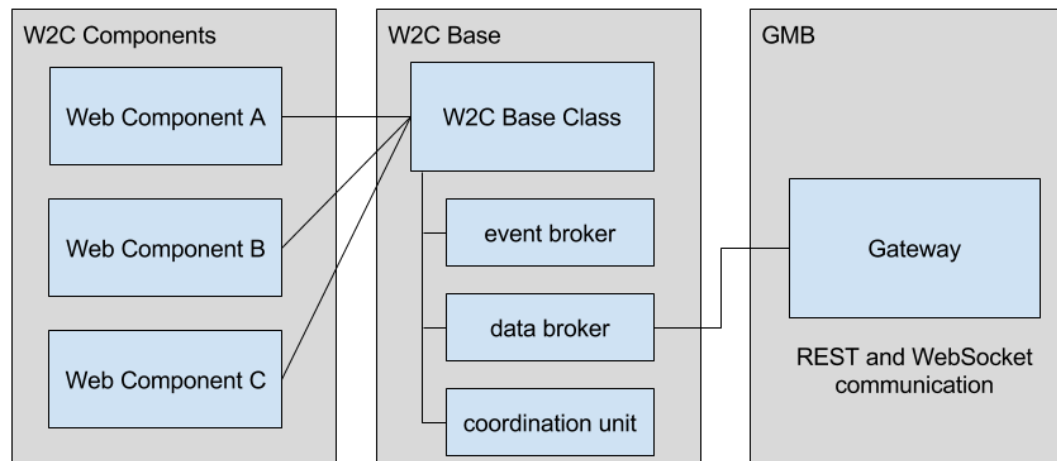 W2C Components
Web Component A
Web Component B
Web Component C
W2C Base
W2C Base Class
event broker
data broker
coordination unit
GMB
Gateway
REST and WebSocket
communication